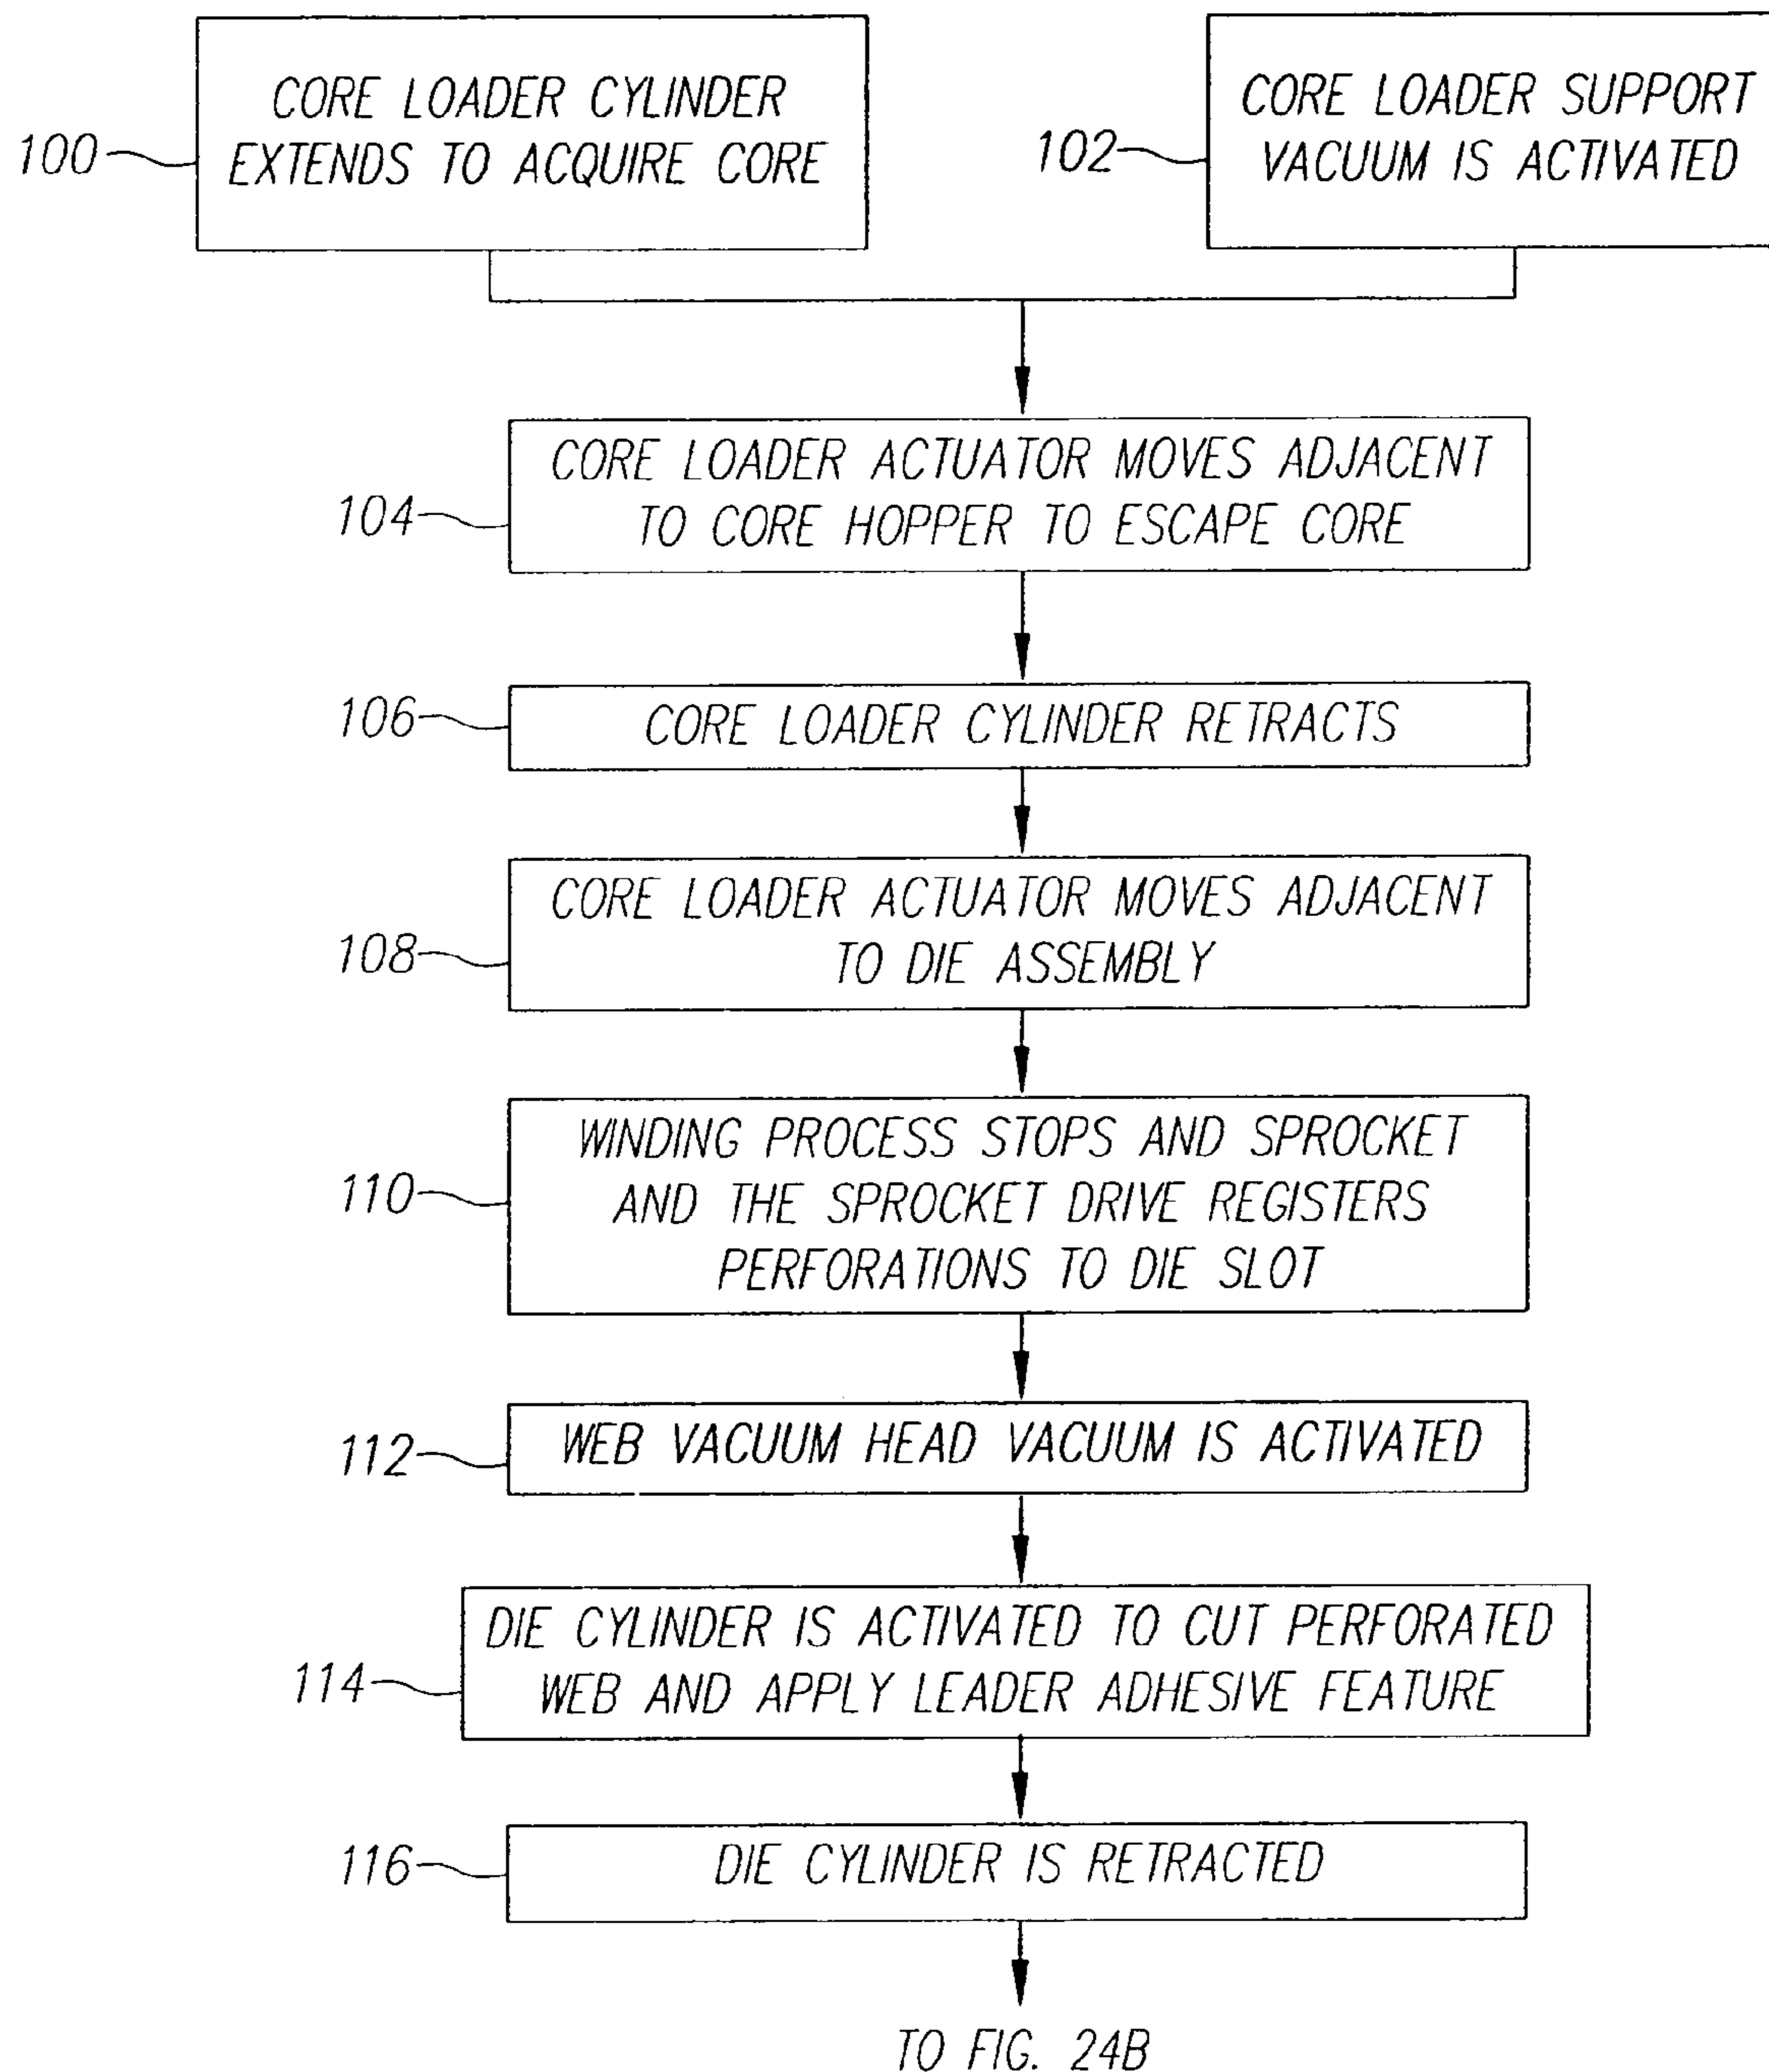 CORE LOADER CYLINDER
EXTENDS TO ACQUIRE CORE
100
CORE LOADER SUPPORT
VACUUM IS ACTIVATED
102
CORE LOADER ACTUATOR MOVES ADJACENT
TO CORE HOPPER TO ESCAPE CORE
104
CORE LOADER CYLINDER RETRACTS
106
CORE LOADER ACTUATOR MOVES ADJACENT
TO DIE ASSEMBLY
108
WINDING PROCESS STOPS AND SPROCKET
AND THE SPROCKET DRIVE REGISTERS
PERFORATIONS TO DIE SLOT
110
WEB VACUUM HEAD VACUUM IS ACTIVATED
112
DIE CYLINDER IS ACTIVATED TO CUT PERFORATED
WEB AND APPLY LEADER ADHESIVE FEATURE
114
DIE CYLINDER IS RETRACTED
116
TO FIG. 24B